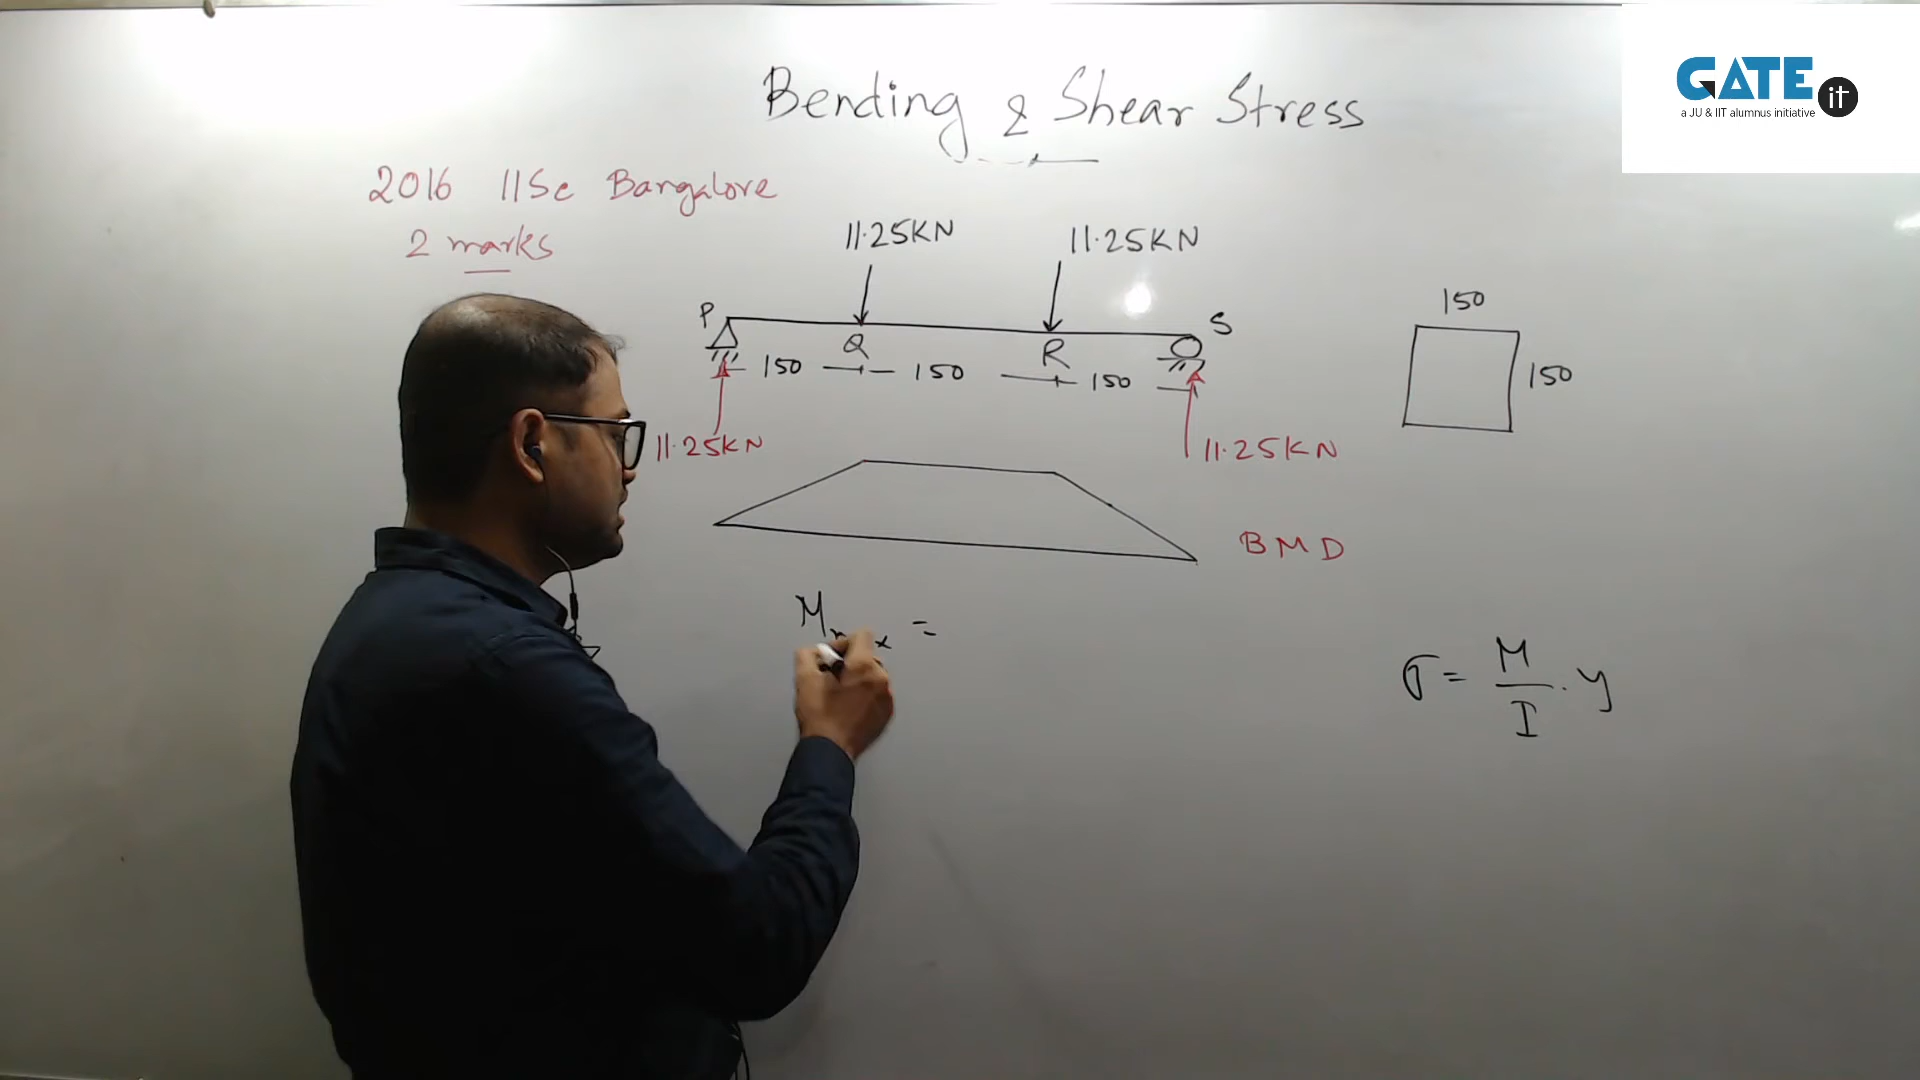 GATE it
a JU & IIT alumnus initiative
Bending & Shear Stress
2016 IISc Bangalore
2 marks
11.25KN 11.25KN
P S
Q R
150 150 150
11.25KN 11.25KN
150
150
BMD
M =
σ = M/I . y